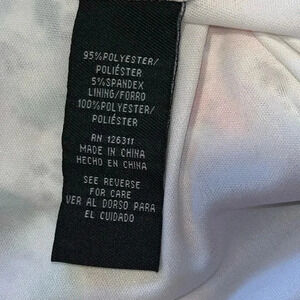 95%POLYESTER/
POLIÉSTER
5%SPANDEX
LINING/FORRO
100%POLYESTER/
POLIÉSTER
RN 126311
MADE IN CHINA
HECHO EN CHINA
SEE REVERSE
FOR CARE
VER AL DORSO PARA
EL CUIDADO